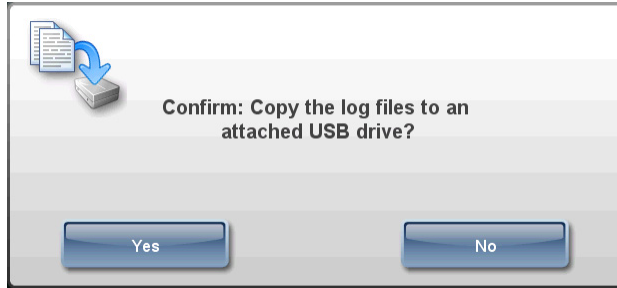 Confirm: Copy the log files to an
attached USB drive?
Yes
No